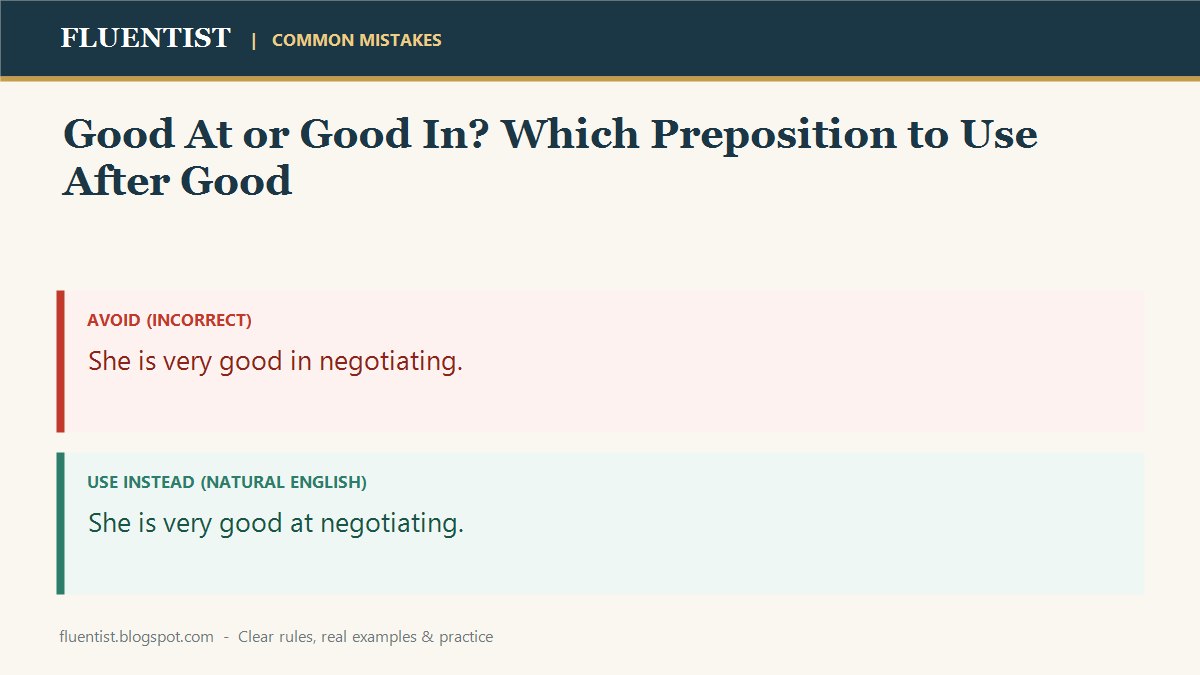 FLUENTIST | COMMON MISTAKES
Good At or Good In? Which Preposition to Use
After Good
AVOID (INCORRECT)
She is very good in negotiating.
USE INSTEAD (NATURAL ENGLISH)
She is very good at negotiating.
fluentist.blogspot.com - Clear rules, real examples & practice